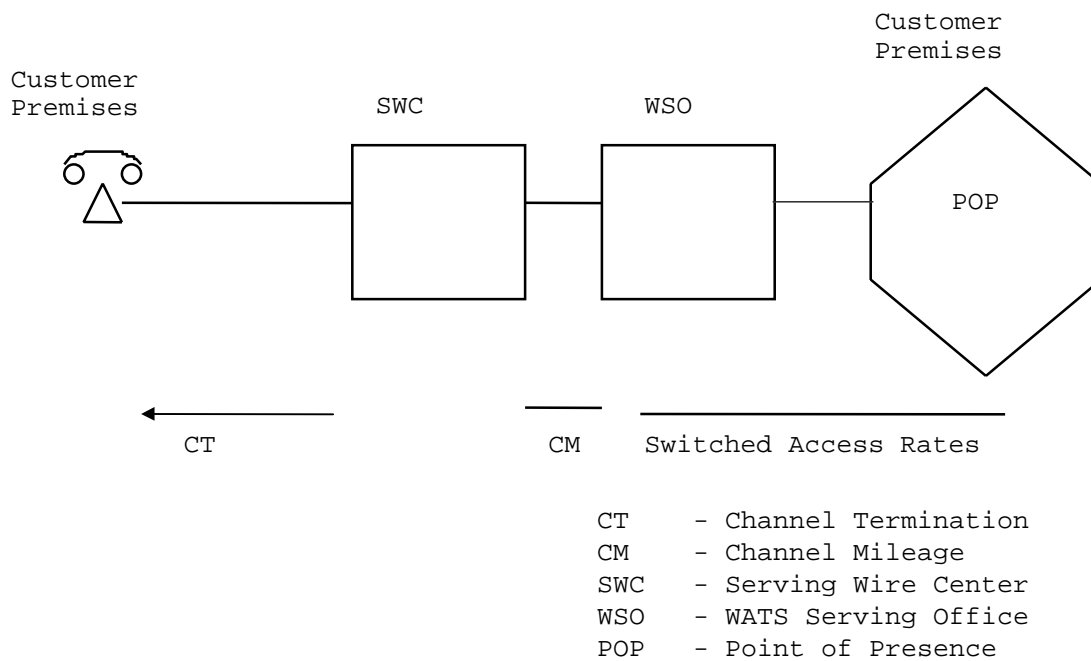 Customer
Premises
Customer
Premises
SWC
WSO
POP
CT
CM
Switched Access Rates
CT - Channel Termination
CM - Channel Mileage
SWC - Serving Wire Center
WSO - WATS Serving Office
POP - Point of Presence